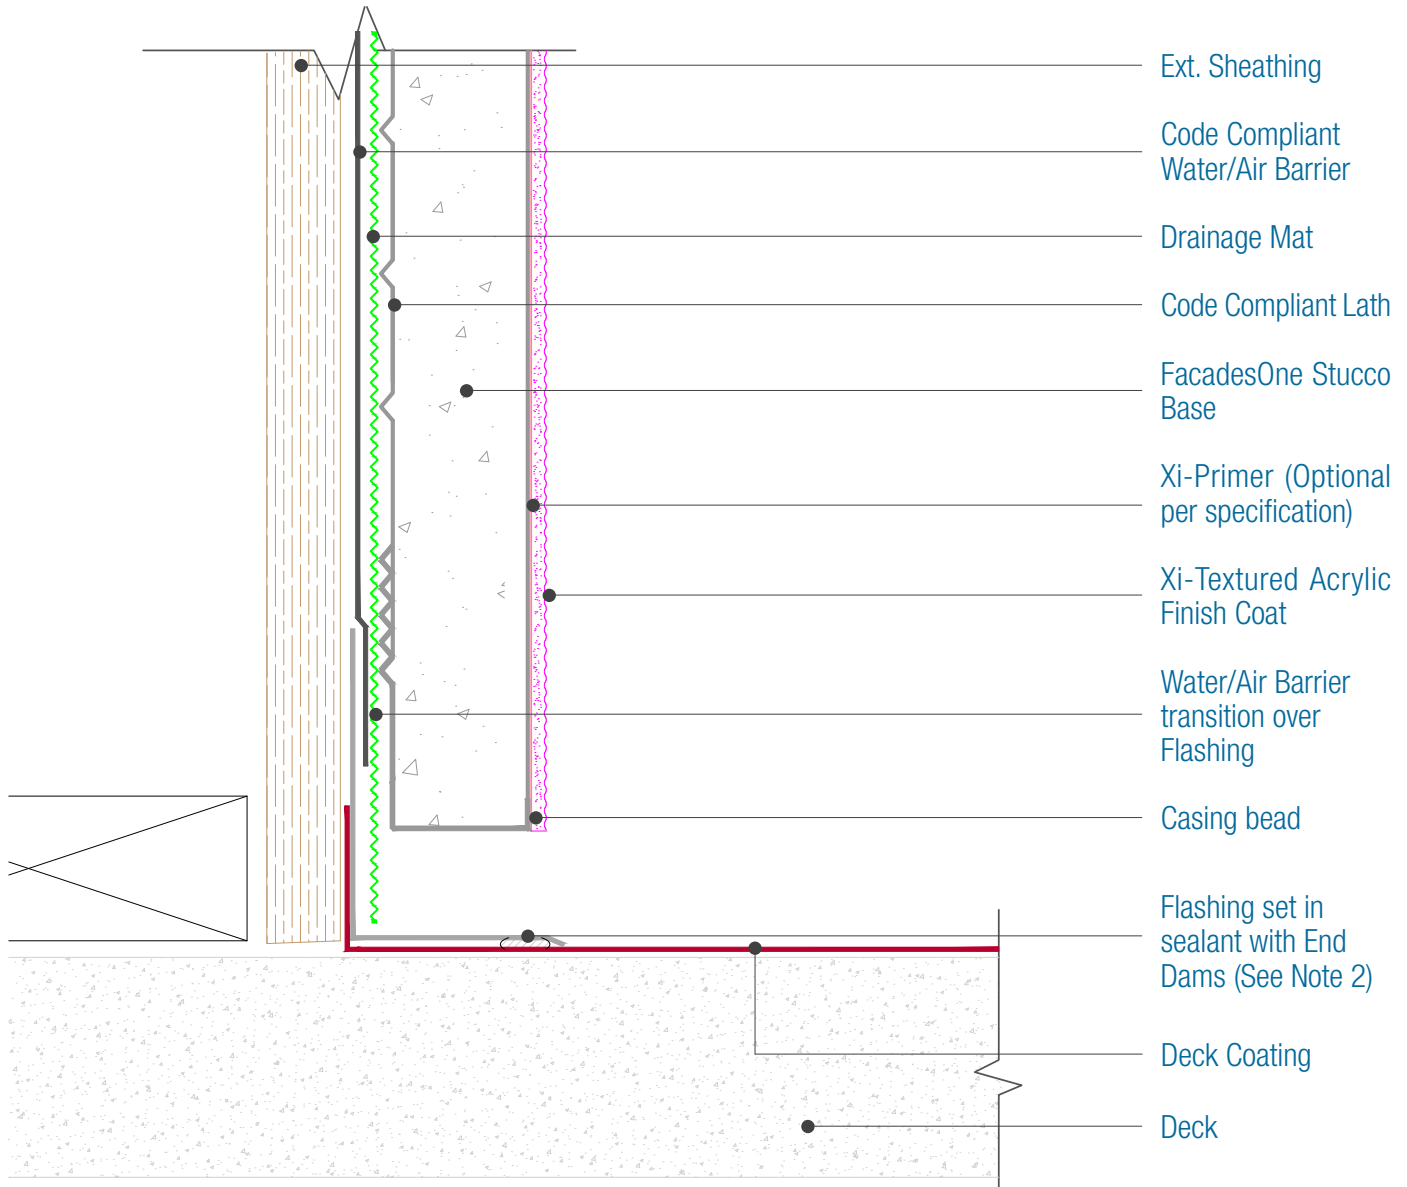 Ext. Sheathing
Code Compliant
Water/Air Barrier
Drainage Mat
Code Compliant Lath
FacadesOne Stucco
Base
Xi-Primer (Optional
per specification)
Xi-Textured Acrylic
Finish Coat
Water/Air Barrier
transition over
Flashing
Casing bead
Flashing set in
sealant with End
Dams (See Note 2)
Deck Coating
Deck